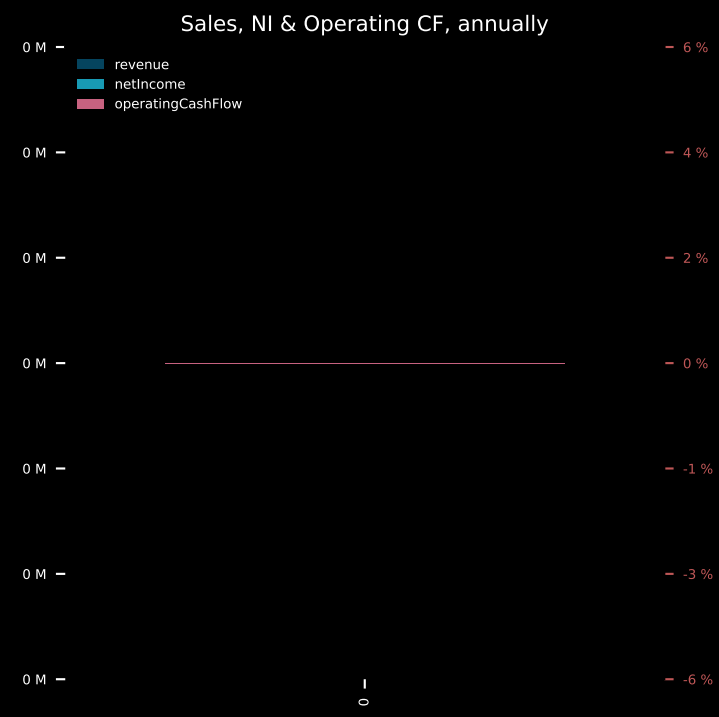 Sales, NI & Operating CF, annually
0 M
6 %
revenue
netIncome
operatingCashFlow
0 M
4 %
0 M
2 %
0 M
0 %
0 M
-1 %
0 M
-3 %
0 M
-6 %
0